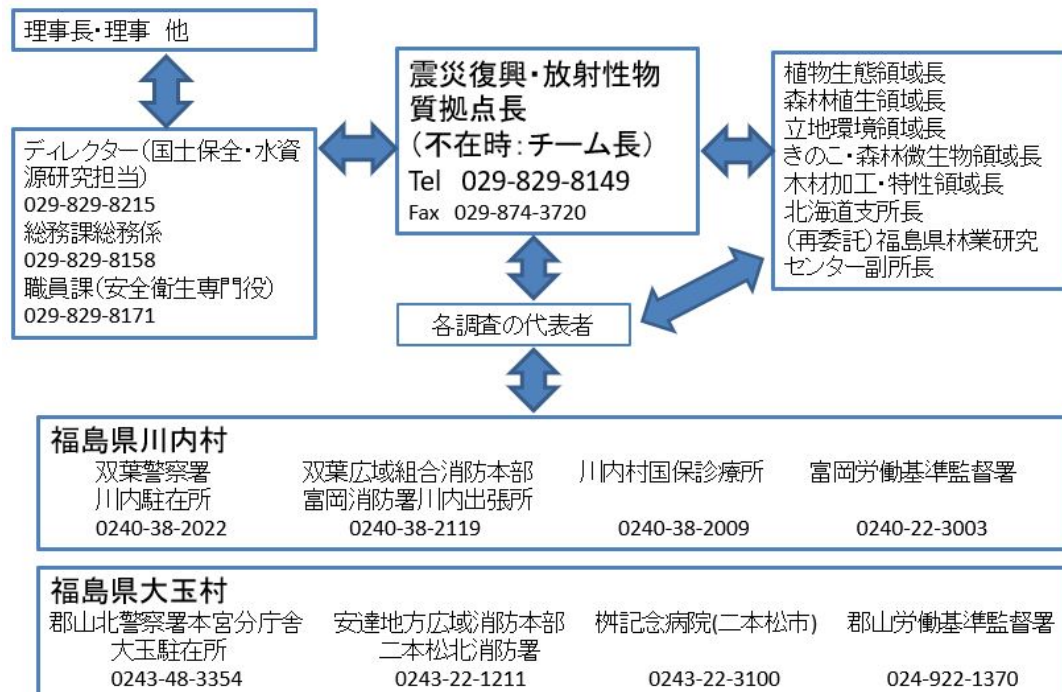 理事長・理事 他
ディレクター（国土保全・水資
源研究担当）
029-829-8215
総務課総務係
029-829-8158
職員課（安全衛生専門役）
029-829-8171
震災復興・放射性物
質拠点長
（不在時：チーム長）
Tel 029-829-8149
Fax 029-874-3720
植物生態領域長
森林植生領域長
立地環境領域長
きのこ・森林微生物領域長
木材加工・特性領域長
北海道支所長
（再委託）福島県林業研究
センター副所長
各調査の代表者
福島県川内村
双葉警察署
川内駐在所
0240-38-2022
双葉広域組合消防本部
富岡消防署川内出張所
0240-38-2119
川内村国保診療所
0240-38-2009
富岡労働基準監督署
0240-22-3003
福島県大玉村
郡山北警察署本宮分庁舎
大玉駐在所
0243-48-3354
安達地方広域消防本部
二本松北消防署
0243-22-1211
枡記念病院(二本松市)
0243-22-3100
郡山労働基準監督署
024-922-1370